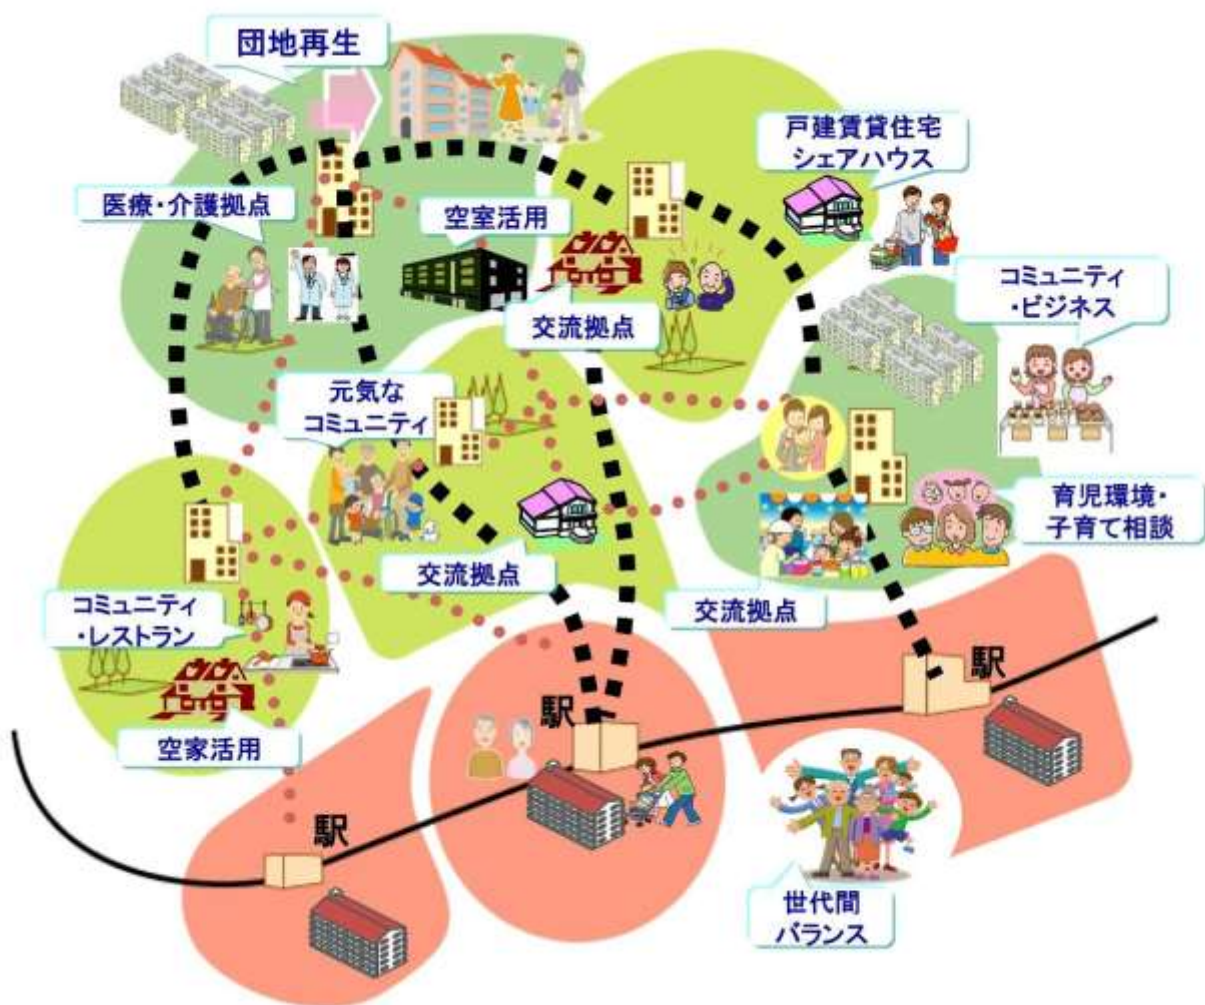 団地再生
戸建賃貸住宅
シェアハウス
医療・介護拠点
空室活用
コミュニティ
・ビジネス
交流拠点
元気な
コミュニティ
育児環境・
子育て相談
交流拠点
交流拠点
コミュニティ
・レストラン
駅
駅
空家活用
駅
世代間
バランス